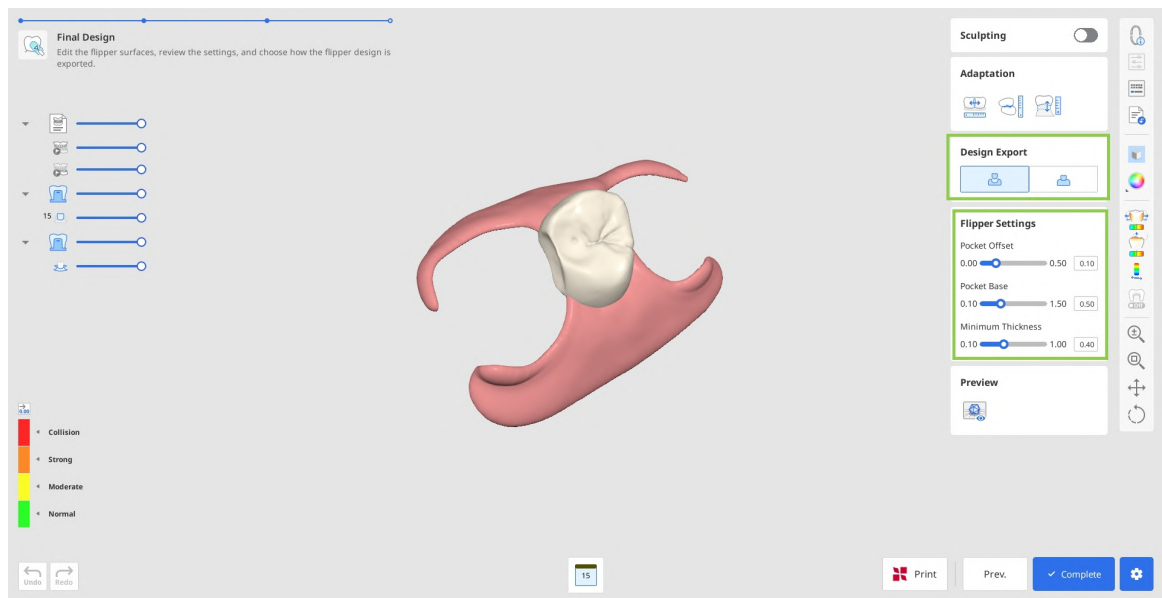 Final Design
Edit the flipper surfaces, review the settings, and choose how the flipper design is
exported.
15
0.00
Collision
Strong
Moderate
Normal
Undo Redo
15
Sculpting
Adaptation
Design Export
Flipper Settings
Pocket Offset
0.00 0.50 0.10
Pocket Base
0.10 1.50 0.50
Minimum Thickness
0.10 1.00 0.40
Preview
Print Prev. Complete